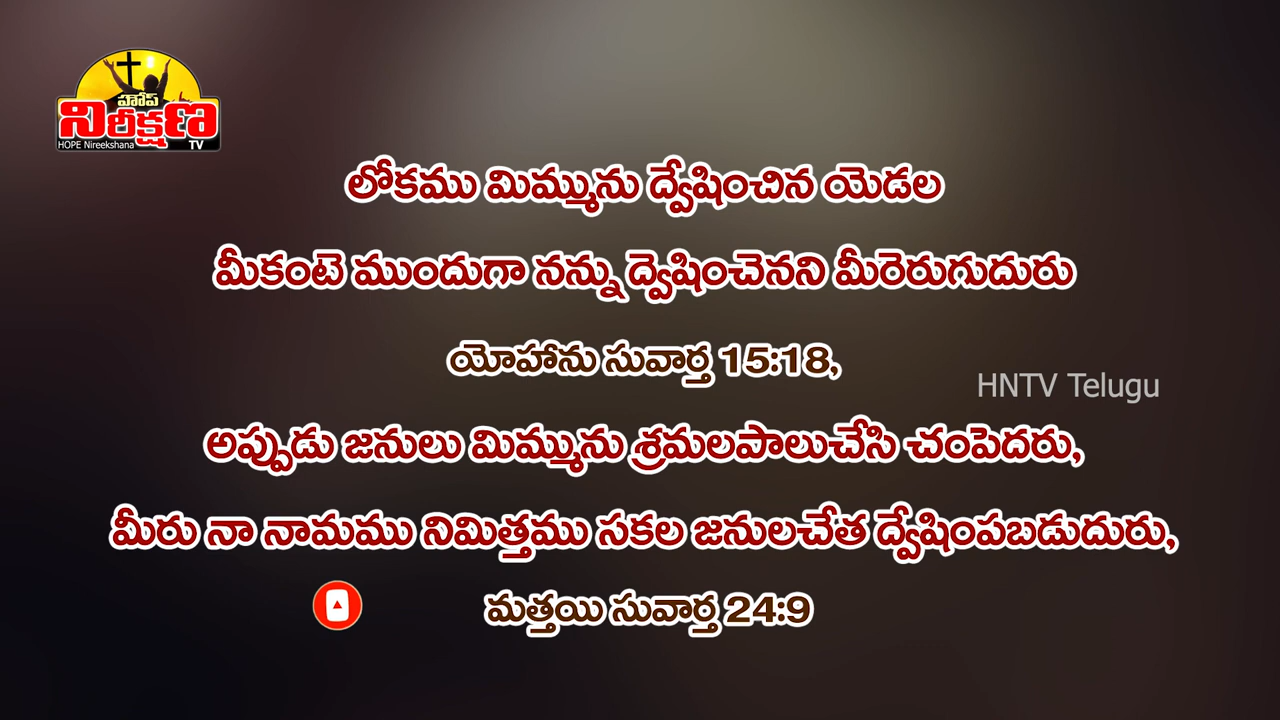 హోప్
నిరీక్షణ
HOPE Nireekshana TV
లోకము మిమ్మును ద్వేషించిన యెడల
మీకంటె ముందుగా నన్ను ద్వెషించెనని మీరెరుగుదురు
యోహాను సువార్త 15:18,
HNTV Telugu
అప్పుడు జనులు మిమ్మును శ్రమలపాలుచేసి చంపెదరు,
మీరు నా నామము నిమిత్తము సకల జనులచేత ద్వేషింపబడుదురు,
మత్తయి సువార్త 24:9